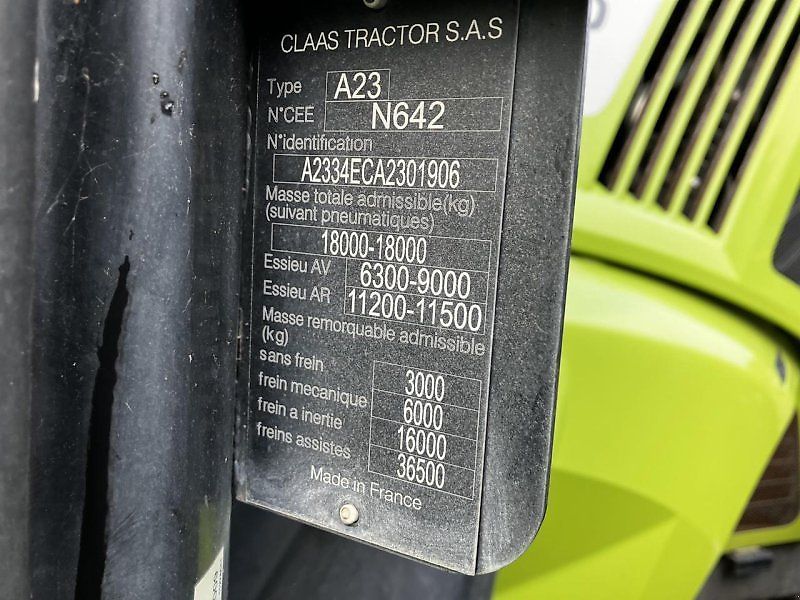 CLAAS TRACTOR S.A.S
Type A23
N°CEE N642
N°identification
A2334ECA2301906
Masse totale admissible(kg)
(suivant pneumatiques)
18000-18000
Essieu AV 6300-9000
Essieu AR 11200-11500
Masse remorquable admissible
(kg)
sans frein 3000
frein mecanique 6000
frein a inertie 16000
freins assistes 36500
Made in France